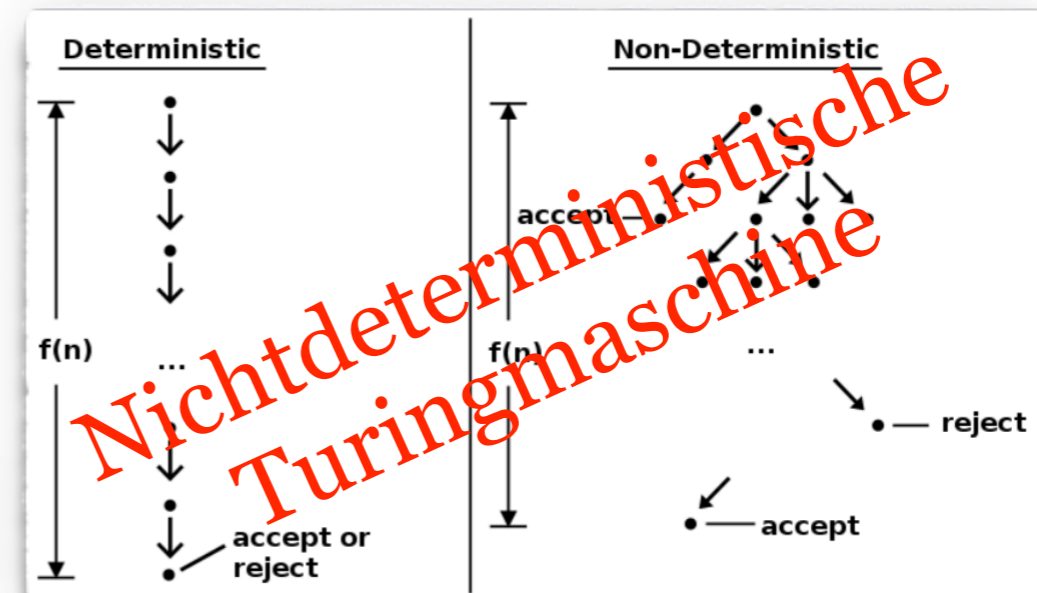 Deterministic
Non-Deterministic
accept
f(n)
f(n)
...
...
reject
accept
accept or
reject
Nichtdeterministische
Turingmaschine